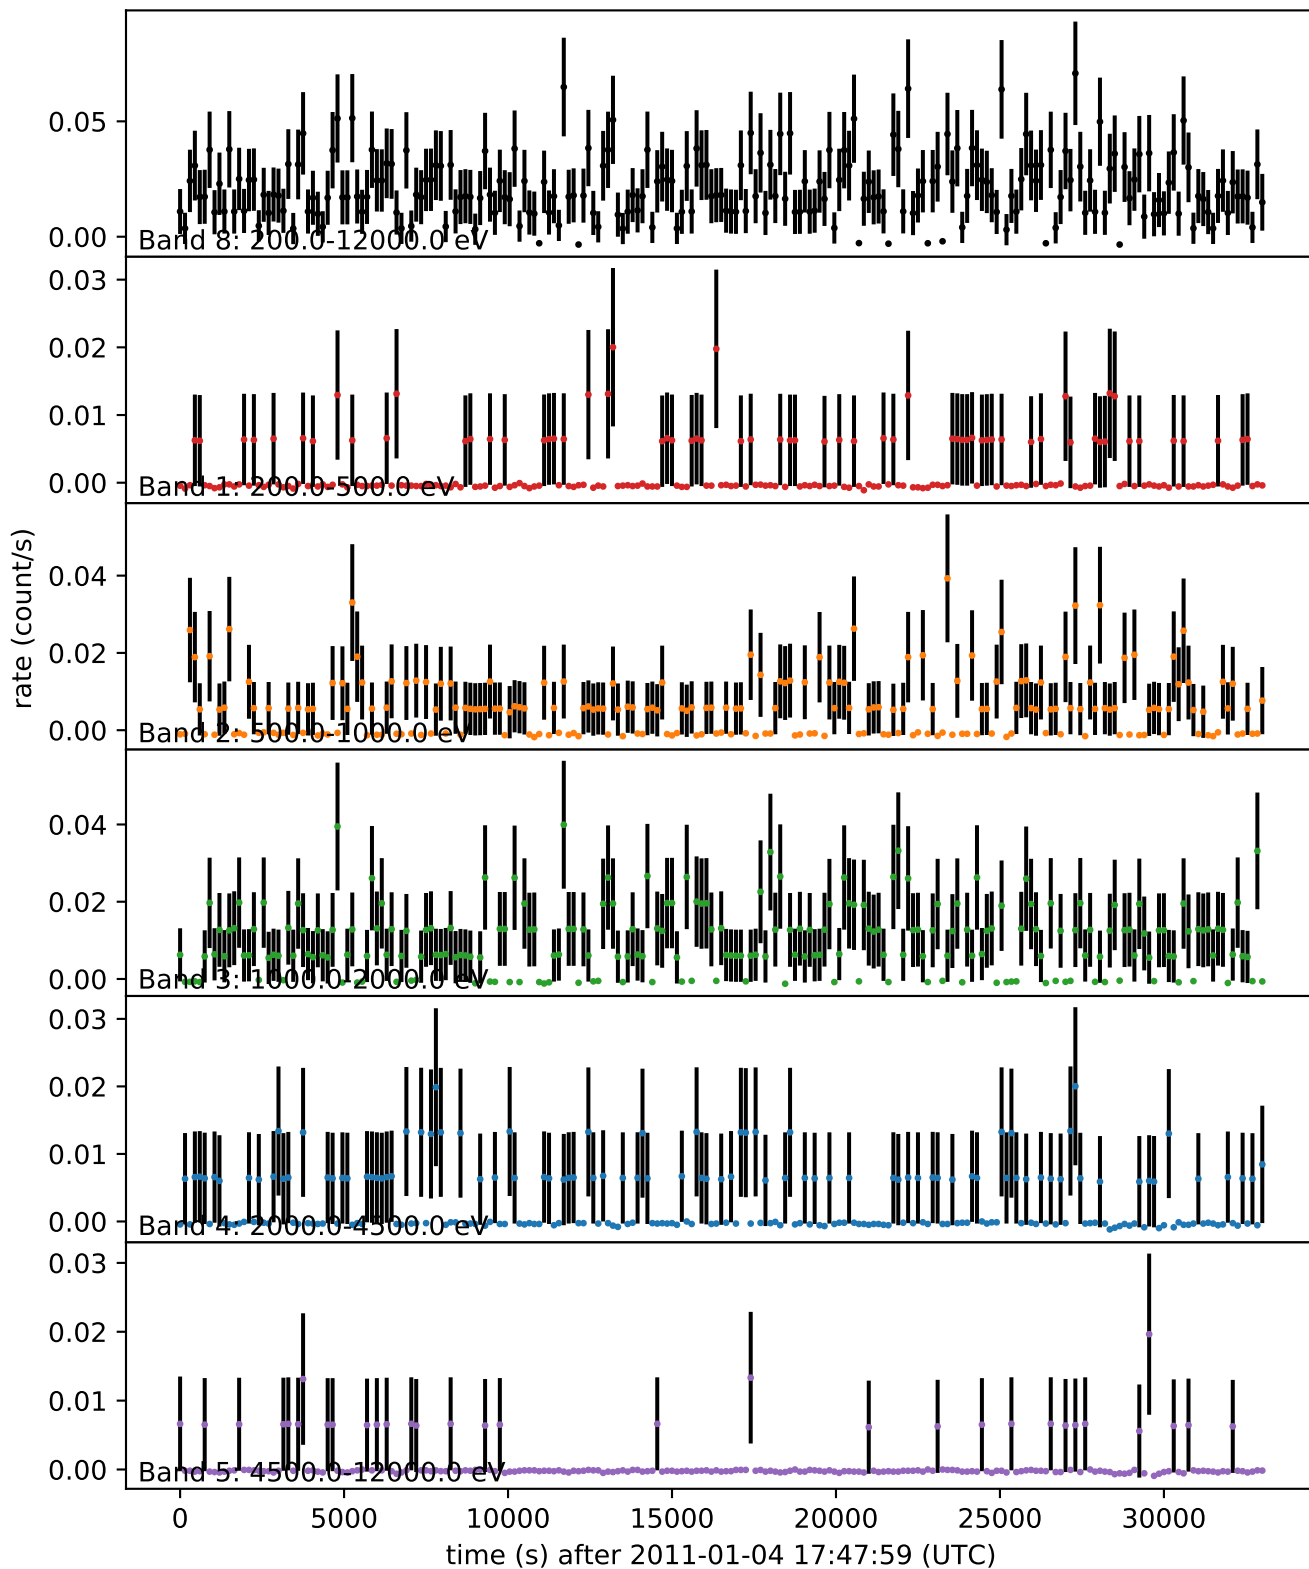 0.05
0.00
Band 8: 200.0-12000.0 eV
0.03
0.02
0.01
0.00
Band 1: 200.0-500.0 eV
rate (count/s)
0.04
0.02
0.00
Band 2: 500.0-1000.0 eV
0.04
0.02
0.00
Band 3: 1000.0-2000.0 eV
0.03
0.02
0.01
0.00
Band 4: 2000.0-4500.0 eV
0.03
0.02
0.01
0.00
Band 5: 4500.0-12000.0 eV
0 5000 10000 15000 20000 25000 30000
time (s) after 2011-01-04 17:47:59 (UTC)